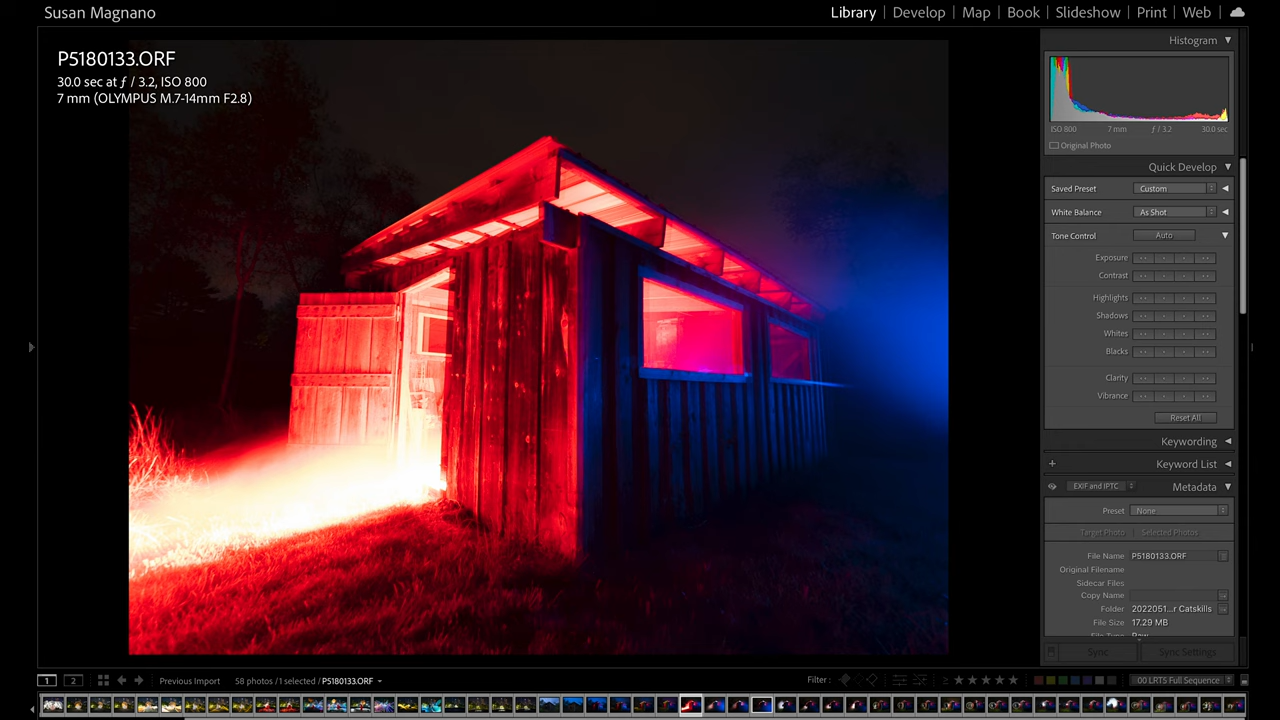 Susan Magnano
Library | Develop | Map | Book | Slideshow | Print | Web
P5180133.ORF
30.0 sec at ƒ / 3.2, ISO 800
7 mm (OLYMPUS M.7-14mm F2.8)
Histogram
ISO 800 7 mm ƒ / 3.2 30.0 sec
Original Photo
Quick Develop
Saved Preset Custom
White Balance As Shot
Tone Control Auto
Exposure
Contrast
Highlights
Shadows
Whites
Blacks
Clarity
Vibrance
Reset All
Keywording
+ Keyword List
EXIF and IPTC Metadata
Preset None
Target Photo Selected Photos
File Name P5180133.ORF
Original Filename
Sidecar Files
Copy Name
Folder 2022051...r Catskills
File Size 17.29 MB
File Type Raw
Sync Sync Settings
1 2 Previous Import 58 photos / 1 selected / P5180133.ORF Filter : ≥ ★ ★ ★ ★ ★ 00 LRT5 Full Sequence